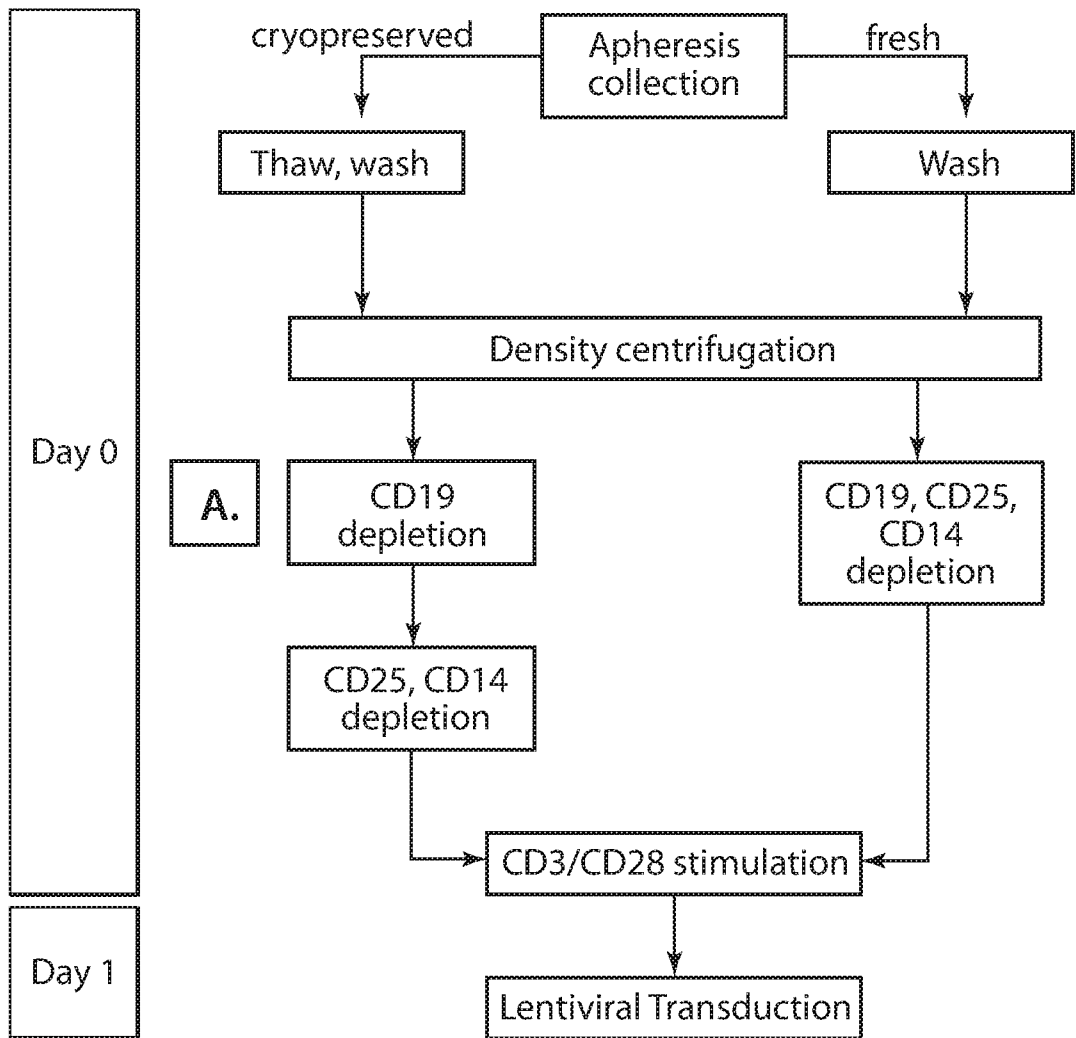 cryopreserved
Apheresis
collection
fresh
Thaw, wash
Wash
Density centrifugation
Day 0
A.
CD19
depletion
CD19, CD25,
CD14
depletion
CD25, CD14
depletion
CD3/CD28 stimulation
Day 1
Lentiviral Transduction